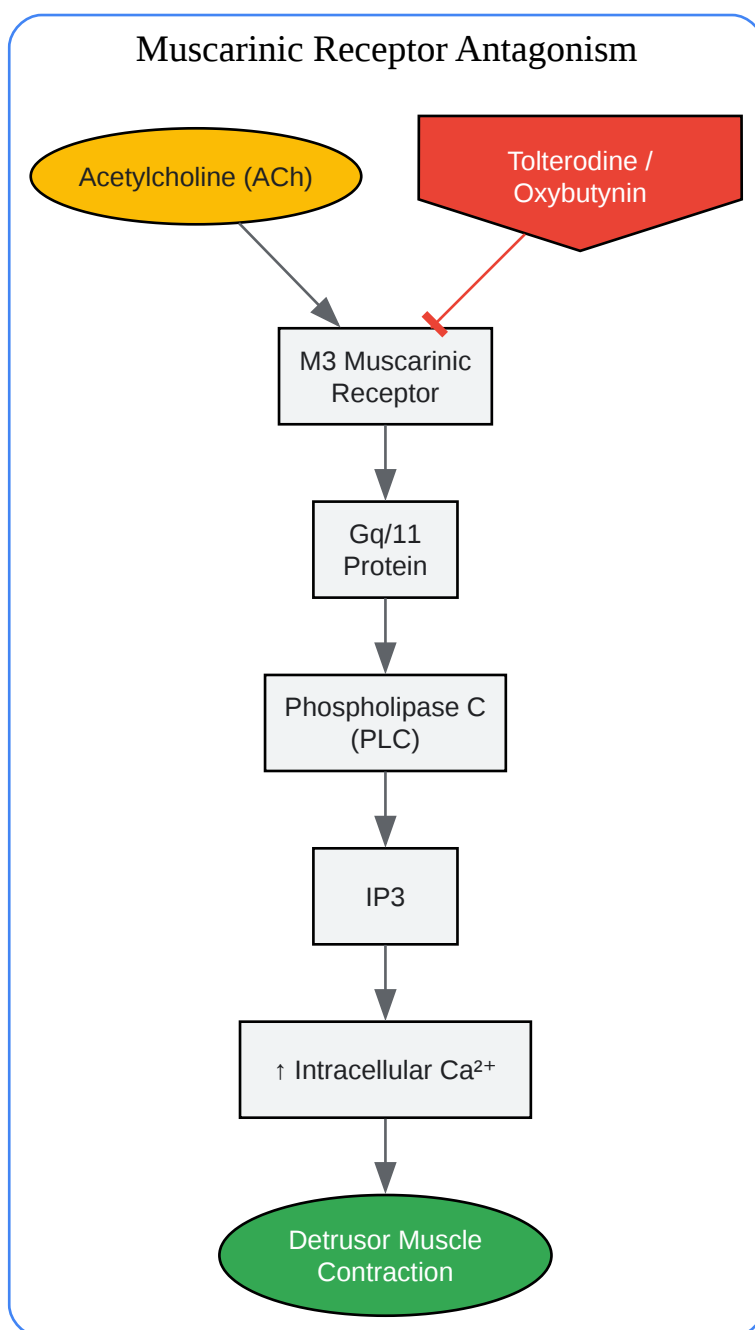 Muscarinic Receptor Antagonism
Acetylcholine (ACh)
Tolterodine /
Oxybutynin
M3 Muscarinic
Receptor
Gq/11
Protein
Phospholipase C
(PLC)
IP3
↑ Intracellular Ca²⁺
Detrusor Muscle
Contraction